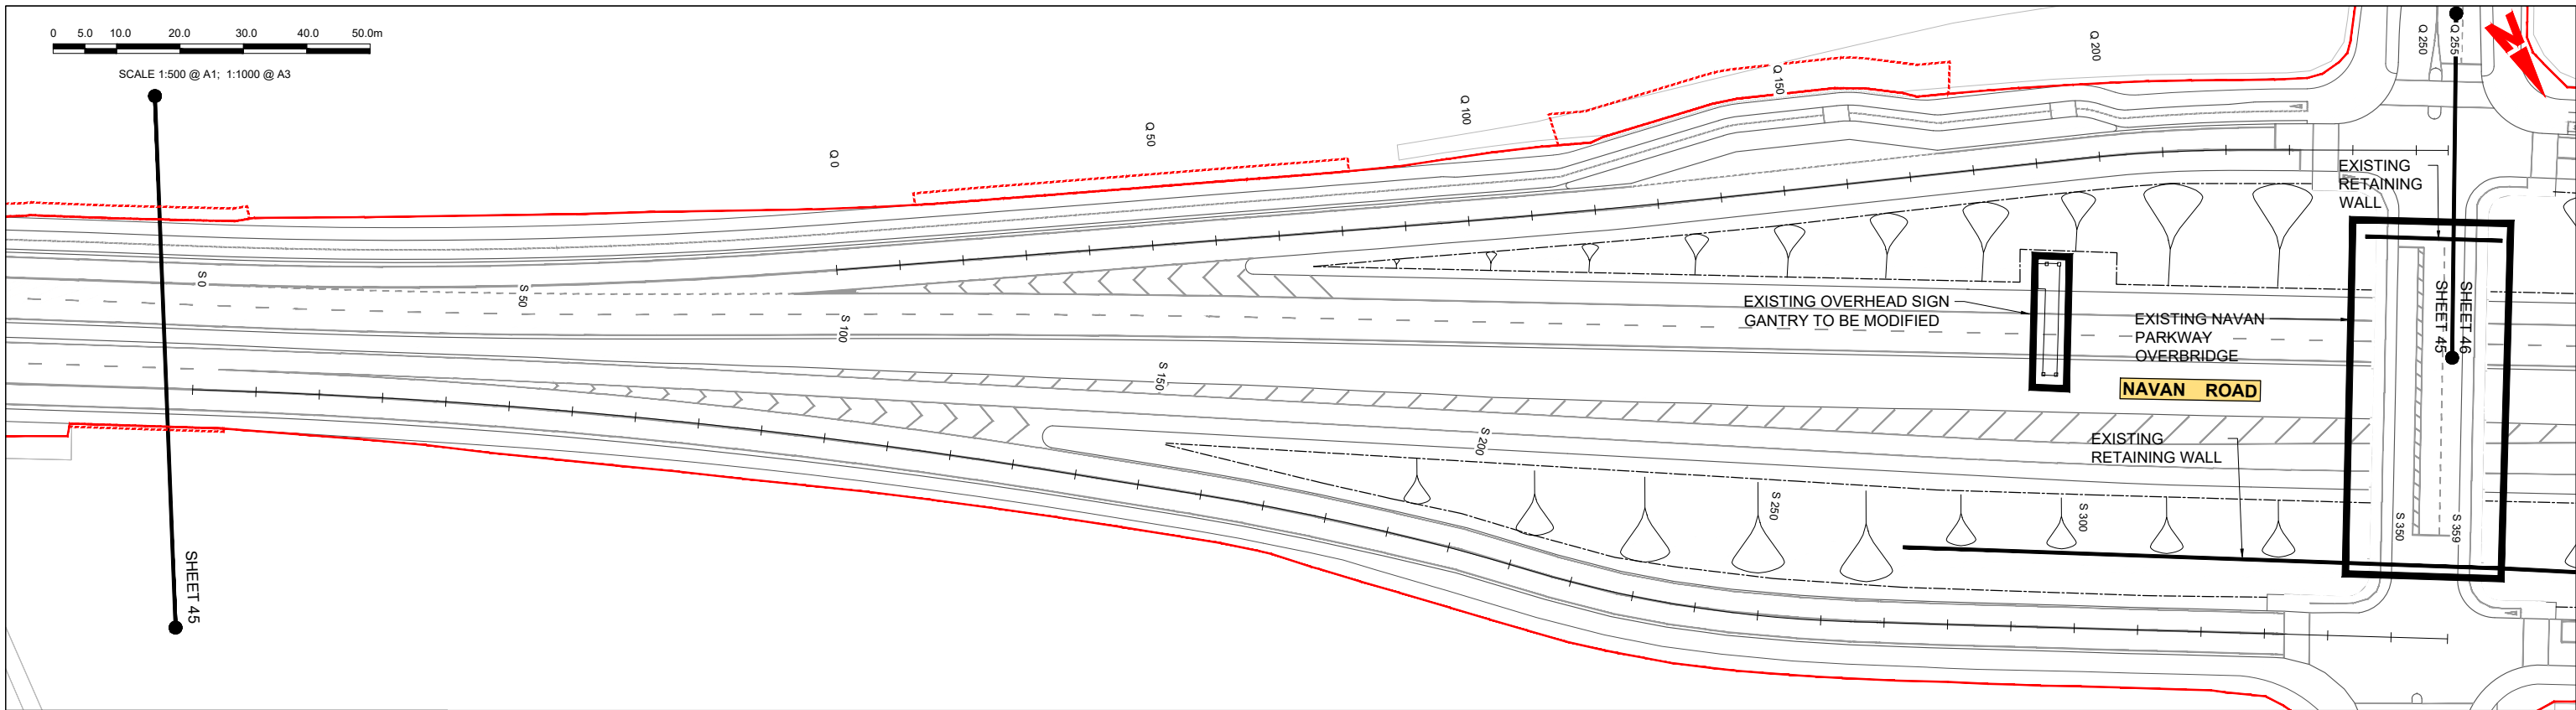 0 5.0 10.0 20.0 30.0 40.0 50.0m
SCALE 1:500 @ A1; 1:1000 @ A3
Q 0
Q 50
Q 100
Q 150
Q 200
Q 250
Q 255
N
S 0
S 50
S 100
S 150
S 200
S 250
S 300
S 350
S 359
EXISTING
RETAINING
WALL
EXISTING OVERHEAD SIGN
GANTRY TO BE MODIFIED
EXISTING NAVAN
PARKWAY
OVERBRIDGE
NAVAN ROAD
EXISTING
RETAINING WALL
SHEET 45
SHEET 46
SHEET 45